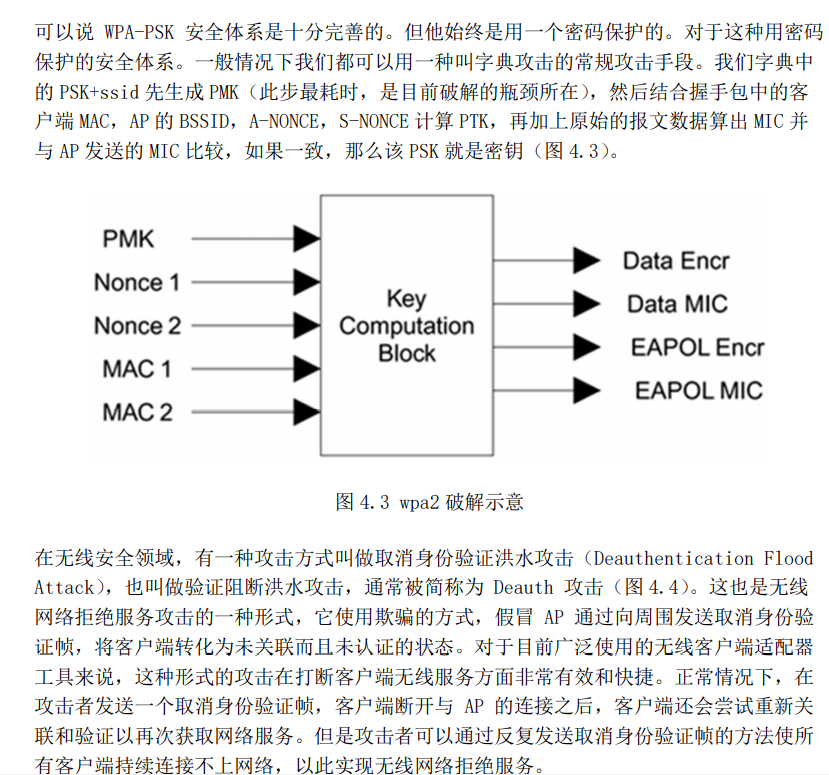 可以说 WPA-PSK 安全体系是十分完善的。但他始终是用一个密码保护的。对于这种用密码
保护的安全体系。一般情况下我们都可以用一种叫字典攻击的常规攻击手段。我们字典中
的 PSK+ssid 先生成 PMK（此步最耗时，是目前破解的瓶颈所在），然后结合握手包中的客
户端 MAC，AP 的 BSSID，A-NONCE，S-NONCE 计算 PTK，再加上原始的报文数据算出 MIC 并
与 AP 发送的 MIC 比较，如果一致，那么该 PSK 就是密钥（图 4.3）。
PMK
Nonce 1
Nonce 2
MAC 1
MAC 2
Key
Computation
Block
Data Encr
Data MIC
EAPOL Encr
EAPOL MIC
图 4.3 wpa2 破解示意
在无线安全领域，有一种攻击方式叫做取消身份验证洪水攻击（Deauthentication Flood
Attack），也叫做验证阻断洪水攻击，通常被简称为 Deauth 攻击（图 4.4）。这也是无线
网络拒绝服务攻击的一种形式，它使用欺骗的方式，假冒 AP 通过向周围发送取消身份验
证帧，将客户端转化为未关联而且未认证的状态。对于目前广泛使用的无线客户端适配器
工具来说，这种形式的攻击在打断客户端无线服务方面非常有效和快捷。正常情况下，在
攻击者发送一个取消身份验证帧，客户端断开与 AP 的连接之后，客户端还会尝试重新关
联和验证以再次获取网络服务。但是攻击者可以通过反复发送取消身份验证帧的方法使所
有客户端持续连接不上网络，以此实现无线网络拒绝服务。